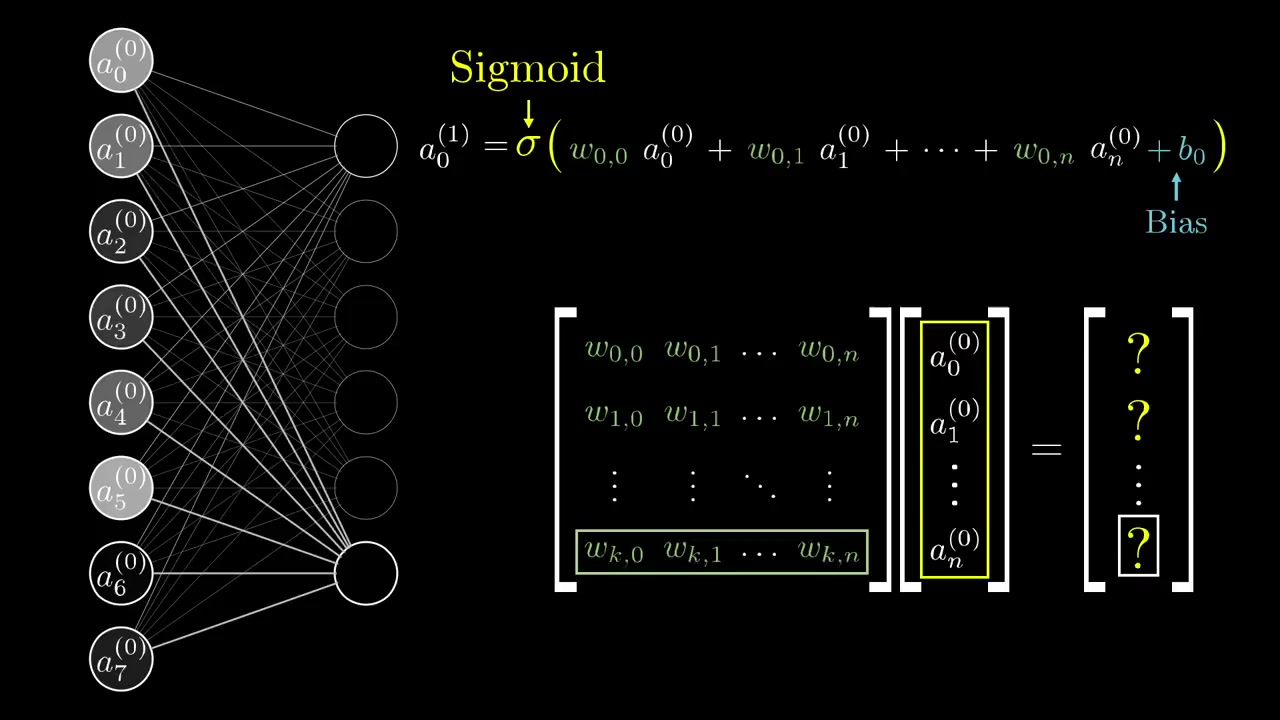 Sigmoid
a_0^{(1)} = σ( w_{0,0} a_0^{(0)} + w_{0,1} a_1^{(0)} + ⋯ + w_{0,n} a_n^{(0)} + b_0 )
Bias
a_0^{(0)}
a_1^{(0)}
a_2^{(0)}
a_3^{(0)}
a_4^{(0)}
a_5^{(0)}
a_6^{(0)}
a_7^{(0)}
w_{0,0} w_{0,1} … w_{0,n} a_0^{(0)} ?
w_{1,0} w_{1,1} … w_{1,n} a_1^{(0)} ?
⋮ ⋮ ⋱ ⋮ ⋮ = ⋮
w_{k,0} w_{k,1} … w_{k,n} a_n^{(0)} ?